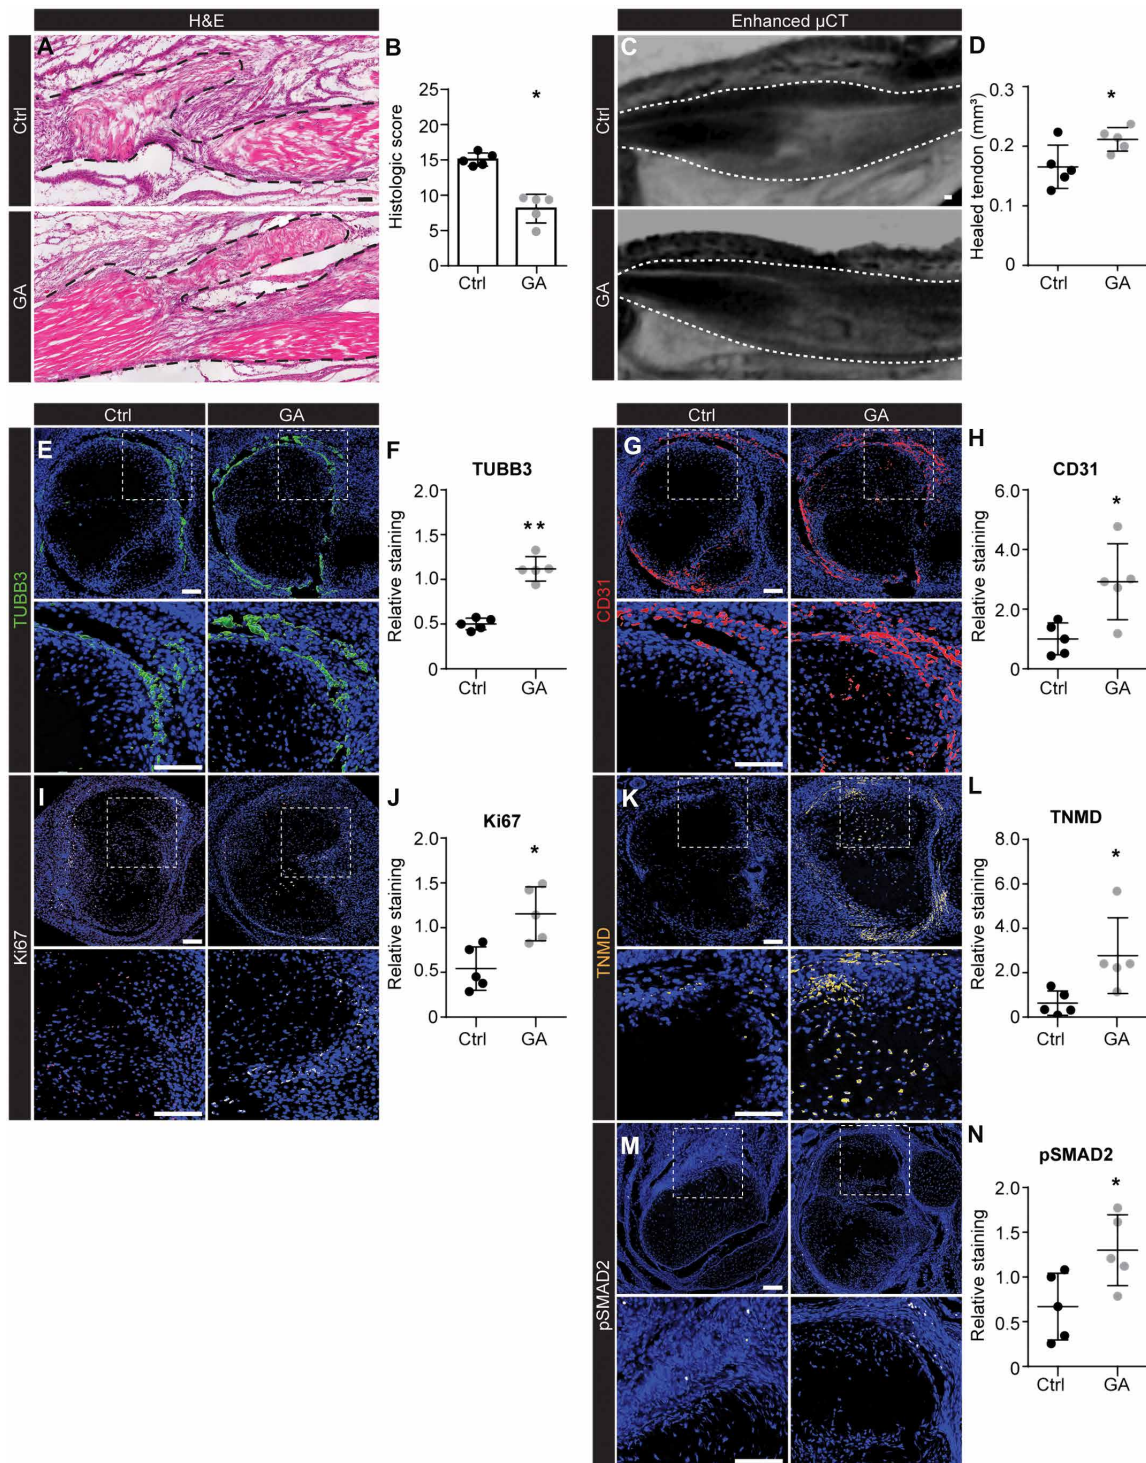 H&E
Enhanced µCT
Ctrl
A
B
25
20
15
10
5
0
Histologic score
*
Ctrl
GA
GA
Ctrl
C
D
0.3
0.2
0.1
0
Healed tendon (mm³)
*
Ctrl
GA
GA
Ctrl
GA
TUBB3
E
F
TUBB3
2.0
1.5
1.0
0.5
0
Relative staining
**
Ctrl
GA
Ctrl
GA
CD31
G
H
CD31
6.0
4.0
2.0
0
Relative staining
*
Ctrl
GA
Ki67
I
J
Ki67
2.0
1.5
1.0
0.5
0
Relative staining
*
Ctrl
GA
TNMD
K
L
TNMD
8.0
6.0
4.0
2.0
0
Relative staining
*
Ctrl
GA
pSMAD2
M
N
pSMAD2
2.0
1.5
1.0
0.5
0
Relative staining
*
Ctrl
GA